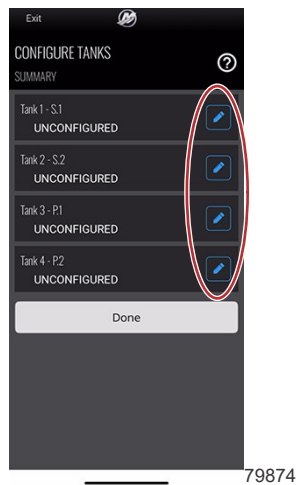 Exit
CONFIGURE TANKS
?
SUMMARY
Tank 1 - S.1
UNCONFIGURED
Tank 2 - S.2
UNCONFIGURED
Tank 3 - P.1
UNCONFIGURED
Tank 4 - P.2
UNCONFIGURED
Done
79874